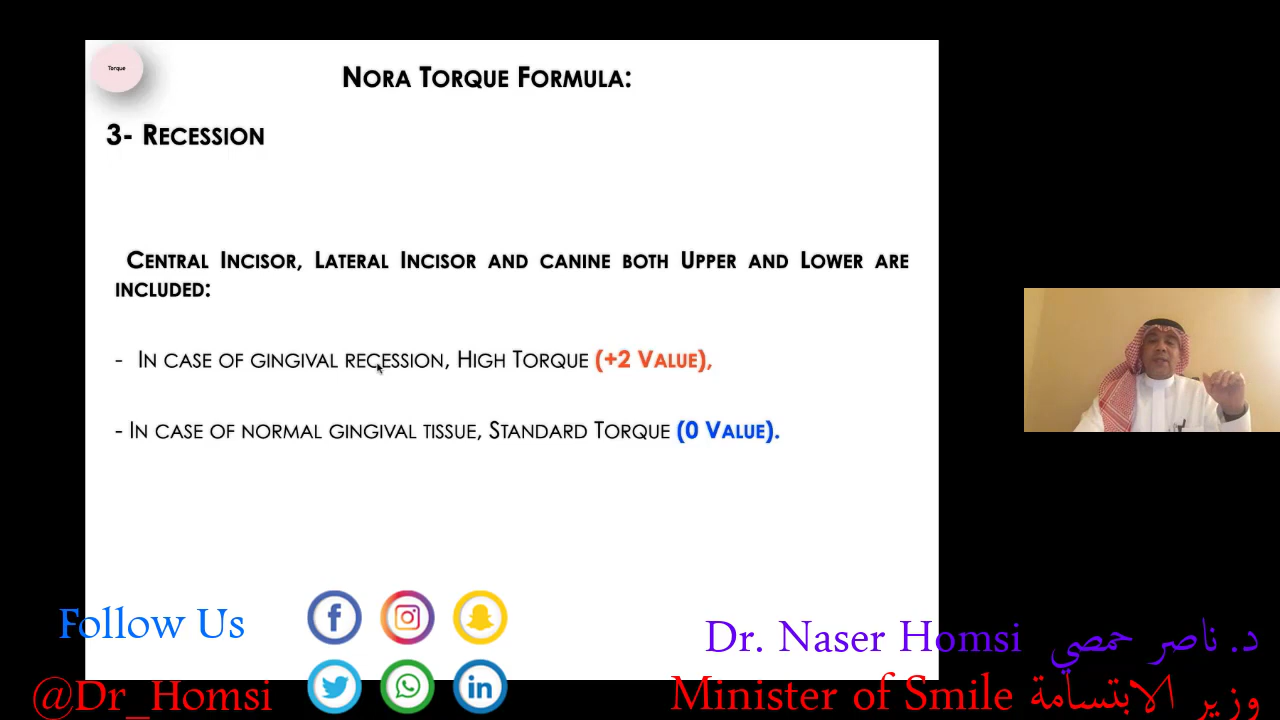 Torque
Nora Torque Formula:
3- Recession
Central Incisor, Lateral Incisor and canine both Upper and Lower are
included:
- In case of gingival recession, High Torque (+2 Value),
- In case of normal gingival tissue, Standard Torque (0 Value).
Follow Us
@Dr_Homsi
Dr. Naser Homsi د. ناصر حمصي
Minister of Smile وزير الابتسامة